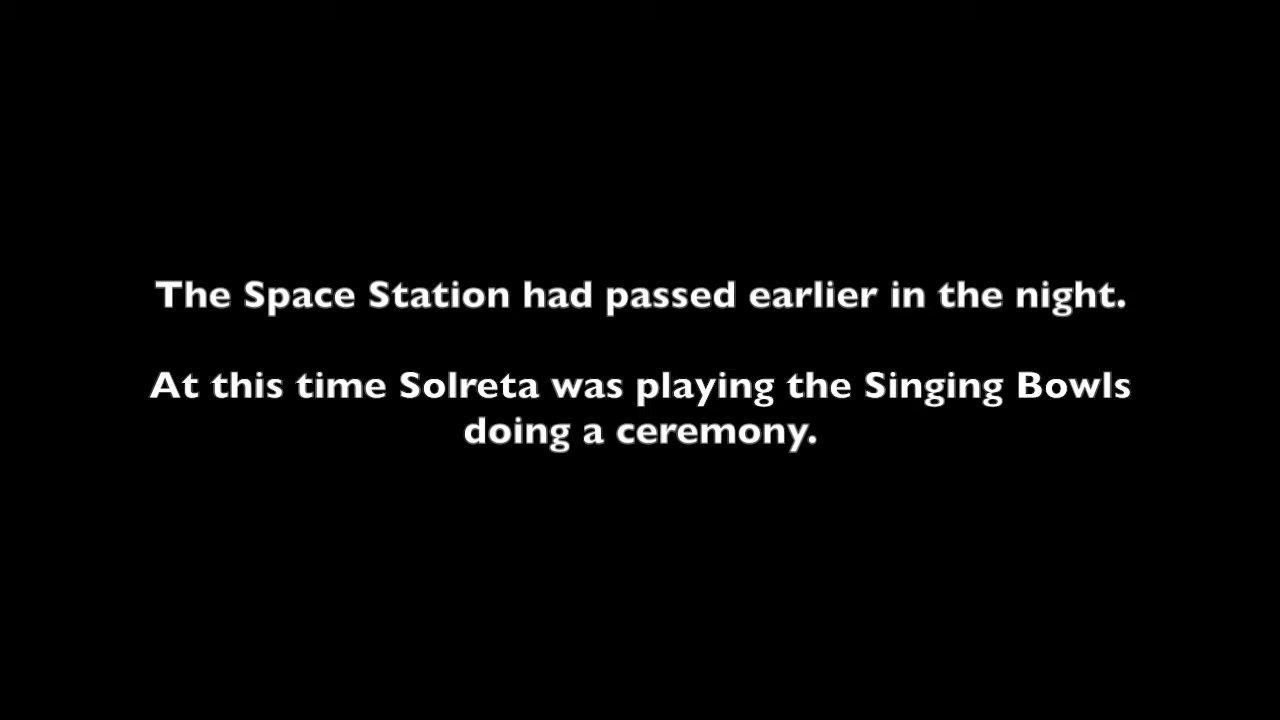 The Space Station had passed earlier in the night.
At this time Solreta was playing the Singing Bowls
doing a ceremony.